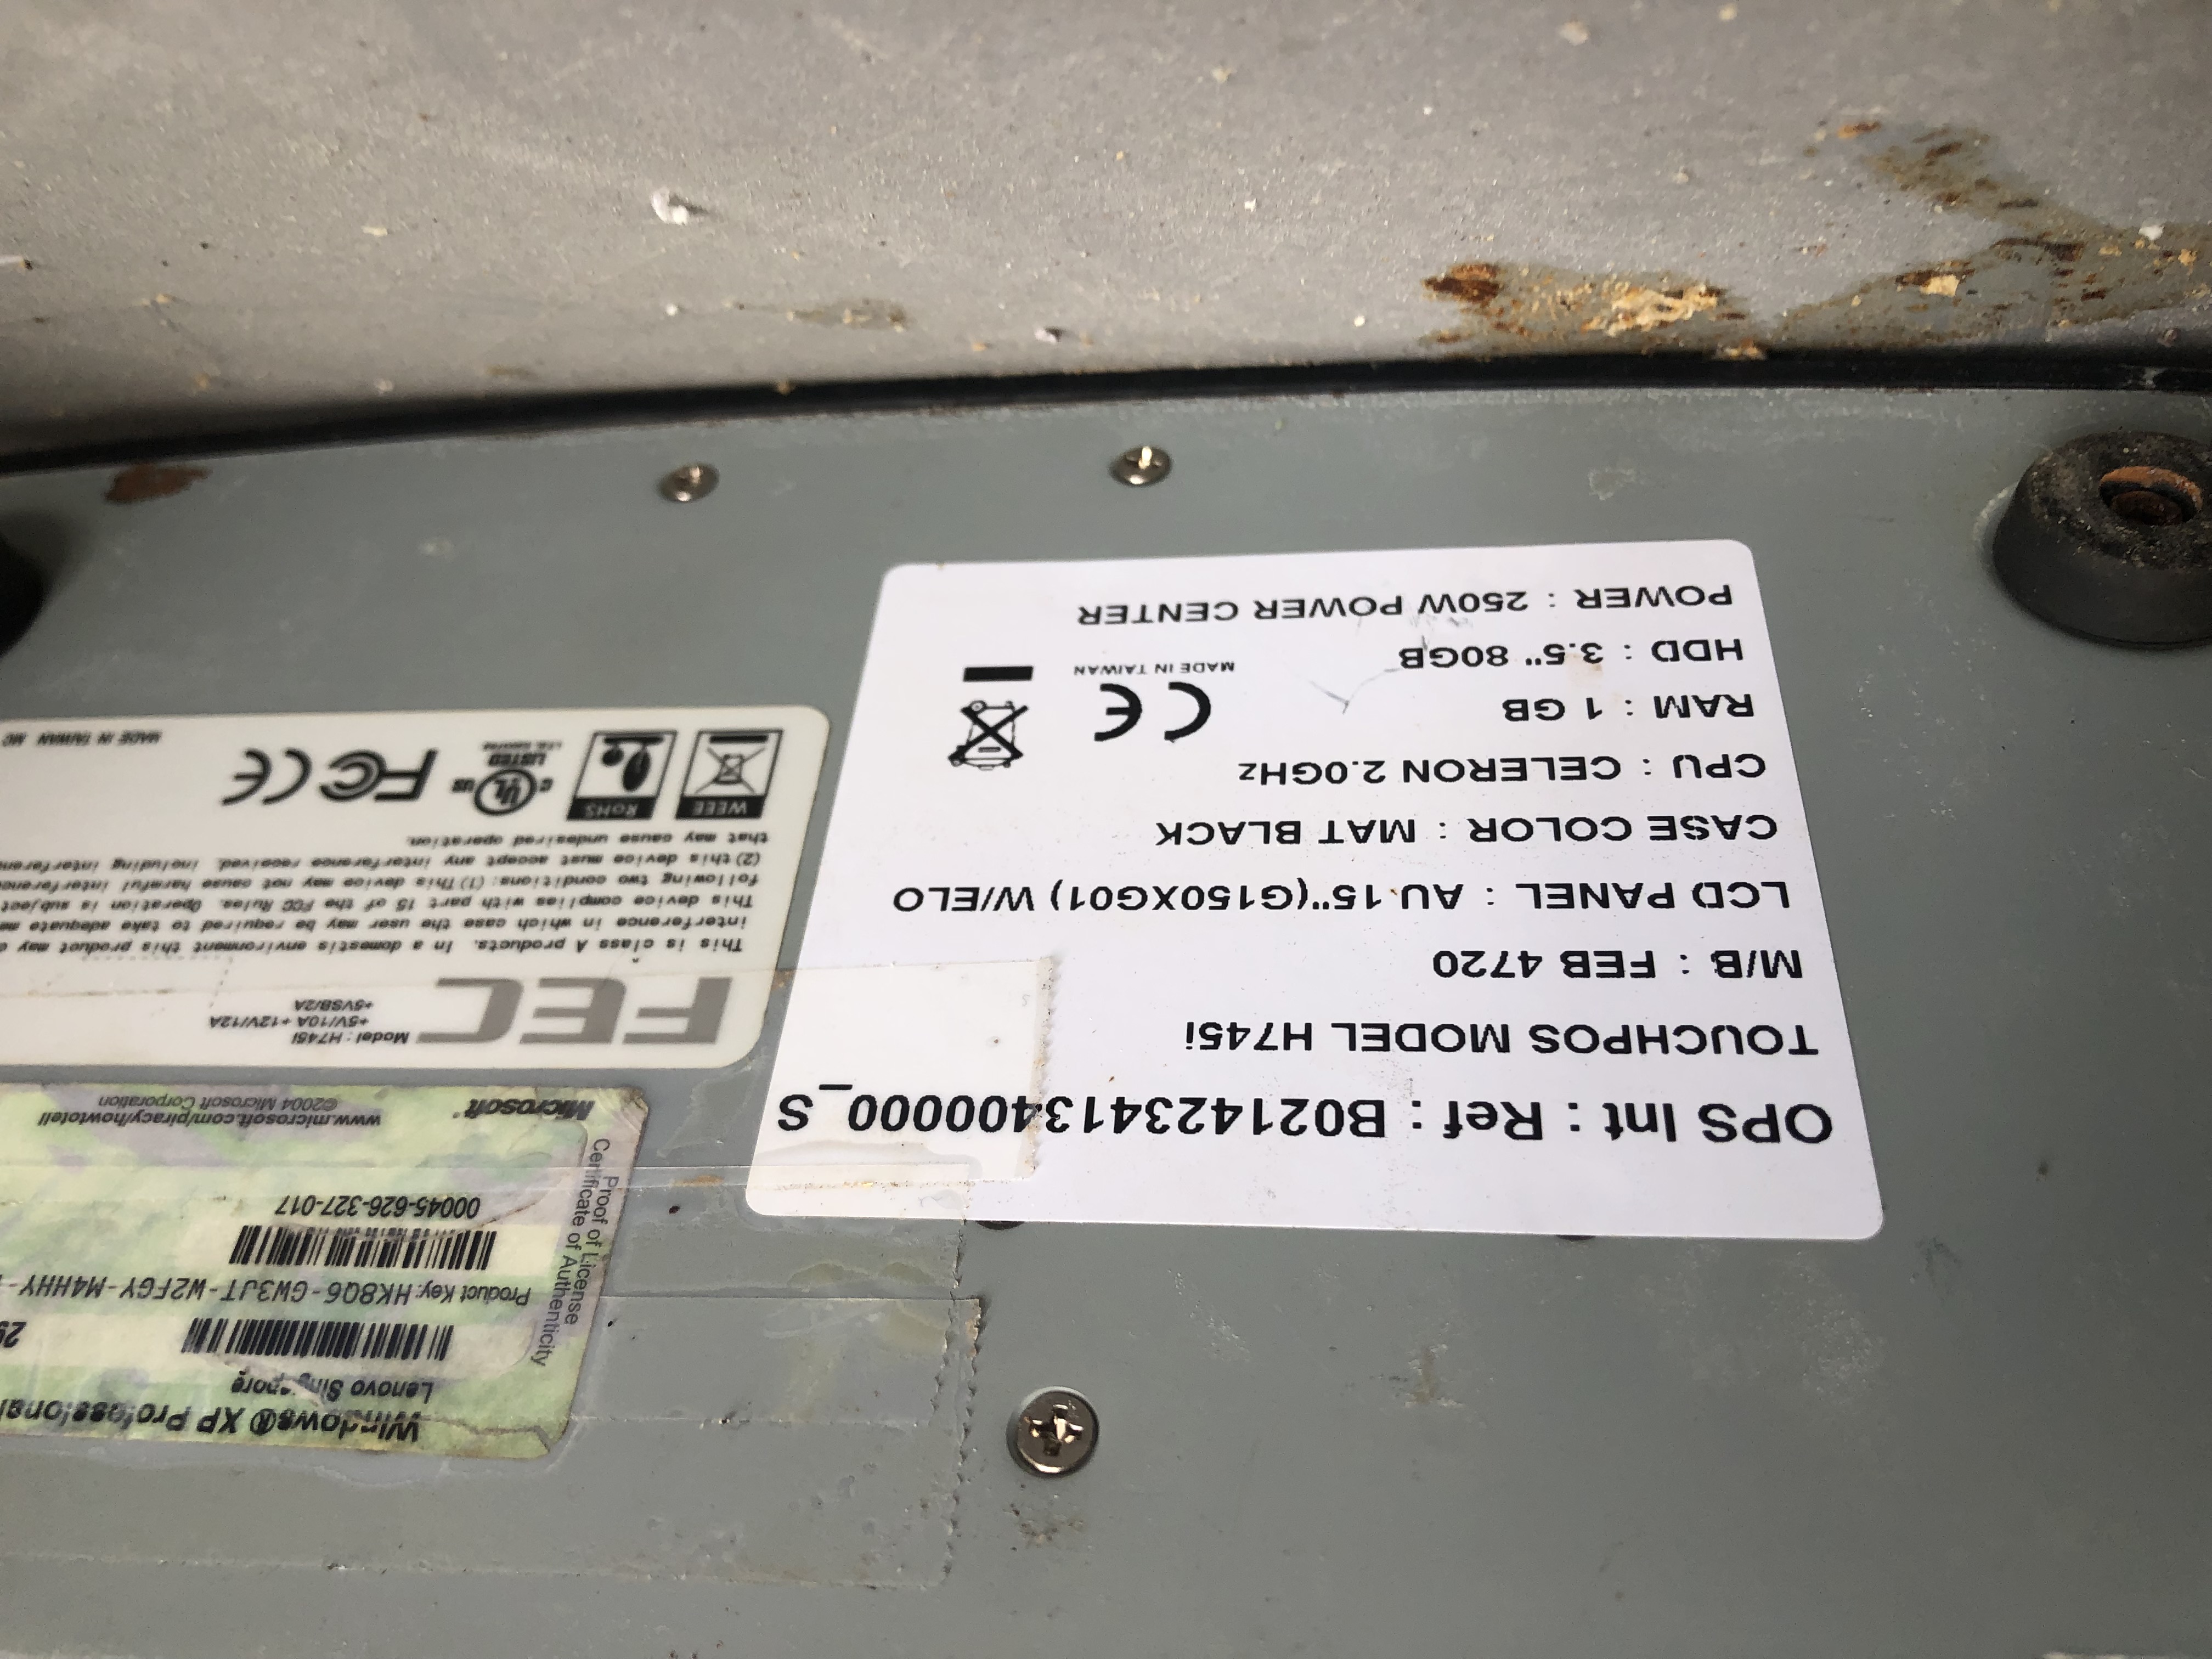 OPS Int : Ref : B021423413400000_S
TOUCHPOS MODEL H745i
M/B : FEB 4720
LCD PANEL : AU 15"(G150XG01) W/ELO
CASE COLOR : MAT BLACK
CPU : CELERON 2.0GHz
RAM : 1 GB
HDD : 3.5" 80GB
POWER : 250W POWER CENTER
CE
MADE IN TAIWAN
Windows® XP Professional
Lenovo Singapore
Product Key: HK8Q6-GW3JT-W2FGY-M4HHY-
00045-626-327-017
Proof of License
Certificate of Authenticity
Microsoft®
www.microsoft.com/piracy/howtotell
©2004 Microsoft Corporation
FEC
Model : H745i
+5V/10A +12V/12A
+5VSB/2A
This is class A products. In a domestis environment this product may
interference in which case the user may be required to take adequate
This device complies with part 15 of the FCC Rules. Operation is subject
following two conditions: (1) This device may not cause harmful
(2) this device must accept any interference received, including
that may cause undesired operation.
WEEE
RoHS
C UL US
LISTED
FC CE
MADE IN TAIWAN